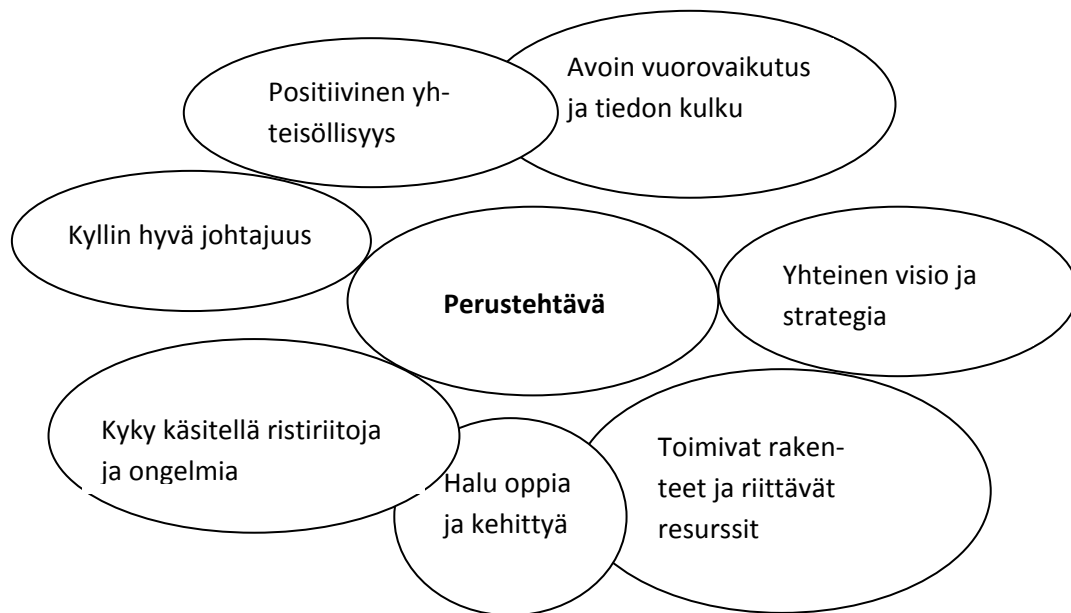 Positiivinen yh-
teisöllisyys
Avoin vuorovaikutus
ja tiedon kulku
Kyllin hyvä johtajuus
Perustehtävä
Yhteinen visio ja
strategia
Kyky käsitellä ristiriitoja
ja ongelmia
Halu oppia
ja kehittyä
Toimivat raken-
teet ja riittävät
resurssit